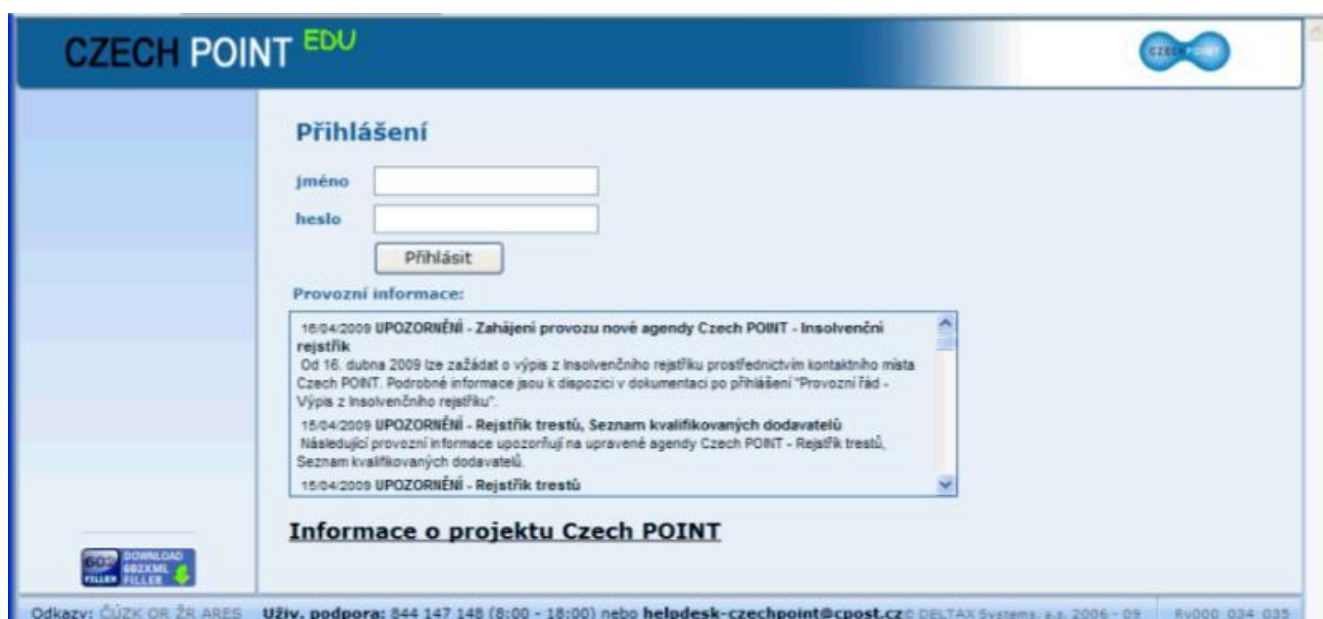 CZECH POINT EDU
CZECH POINT
Přihlášení
jméno
heslo
Přihlásit
Provozní informace:
16/04/2009 UPOZORNĚNÍ - Zahájení provozu nové agendy Czech POINT - Insolvenční
rejstřík
Od 16. dubna 2009 lze zažádat o výpis z Insolvenčního rejstříku prostřednictvím kontaktního místa
Czech POINT. Podrobné informace jsou k dispozici v dokumentaci po přihlášení "Provozní řád -
Výpis z Insolvenčního rejstříku".
15/04/2009 UPOZORNĚNÍ - Rejstřík trestů, Seznam kvalifikovaných dodavatelů
Následující provozní informace upozorňují na upravené agendy Czech POINT - Rejstřík trestů,
Seznam kvalifikovaných dodavatelů.
15/04/2009 UPOZORNĚNÍ - Rejstřík trestů
Informace o projektu Czech POINT
602 DOWNLOAD
602XML
FILLER FILLER
Odkazy: ČÚZK OR ŽR ARES Uživ. podpora: 844 147 148 (8:00 - 18:00) nebo helpdesk-czechpoint@cpost.cz © DELTAX Systems, a.s. 2006 - 09 Rv000_034_035